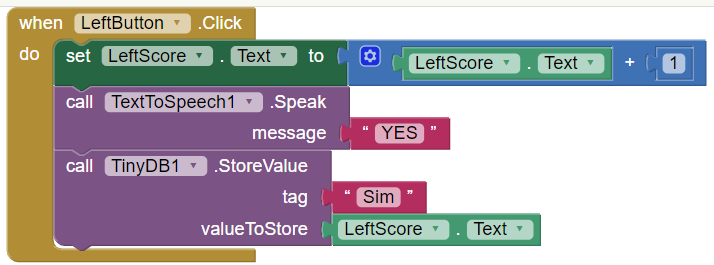 when LeftButton .Click
do set LeftScore . Text to LeftScore . Text + 1
call TextToSpeech1 .Speak
message “ YES ”
call TinyDB1 .StoreValue
tag “ Sim ”
valueToStore LeftScore . Text